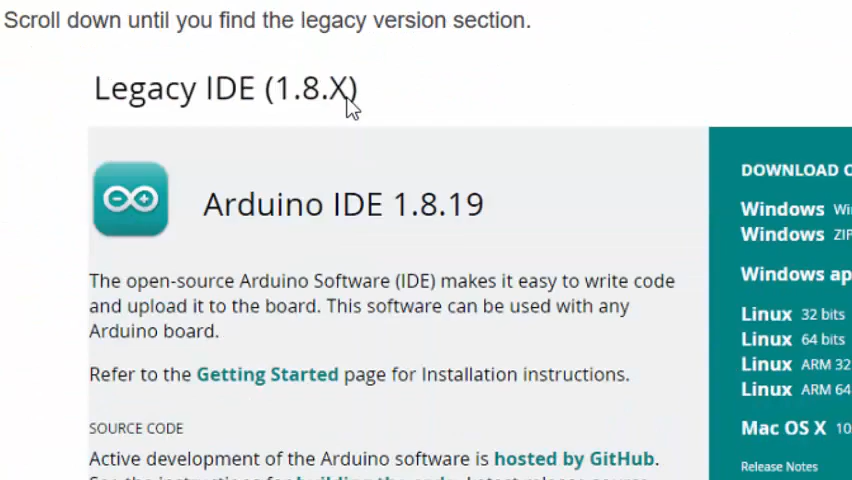 Scroll down until you find the legacy version section.
Legacy IDE (1.8.X)
Arduino IDE 1.8.19
The open-source Arduino Software (IDE) makes it easy to write code
and upload it to the board. This software can be used with any
Arduino board.
Refer to the Getting Started page for Installation instructions.
SOURCE CODE
Active development of the Arduino software is hosted by GitHub.
DOWNLOAD
Windows
Windows ZIP
Windows ap
Linux 32 bits
Linux 64 bits
Linux ARM 32
Linux ARM 64
Mac OS X 10
Release Notes